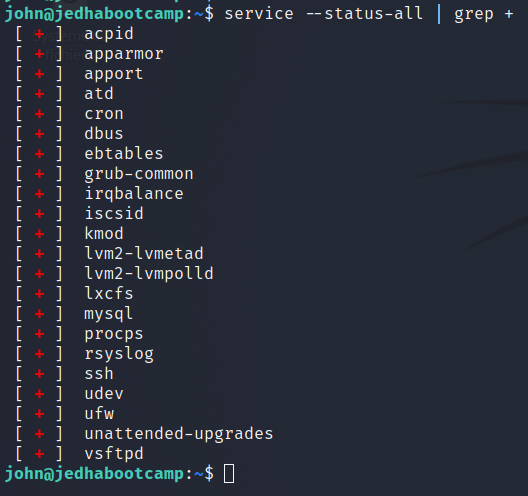 john@jedhabootcamp:~$ service --status-all | grep +
[ + ]  acpid
[ + ]  apparmor
[ + ]  apport
[ + ]  atd
[ + ]  cron
[ + ]  dbus
[ + ]  ebtables
[ + ]  grub-common
[ + ]  irqbalance
[ + ]  iscsid
[ + ]  kmod
[ + ]  lvm2-lvmetad
[ + ]  lvm2-lvmpolld
[ + ]  lxcfs
[ + ]  mysql
[ + ]  procps
[ + ]  rsyslog
[ + ]  ssh
[ + ]  udev
[ + ]  ufw
[ + ]  unattended-upgrades
[ + ]  vsftpd
john@jedhabootcamp:~$